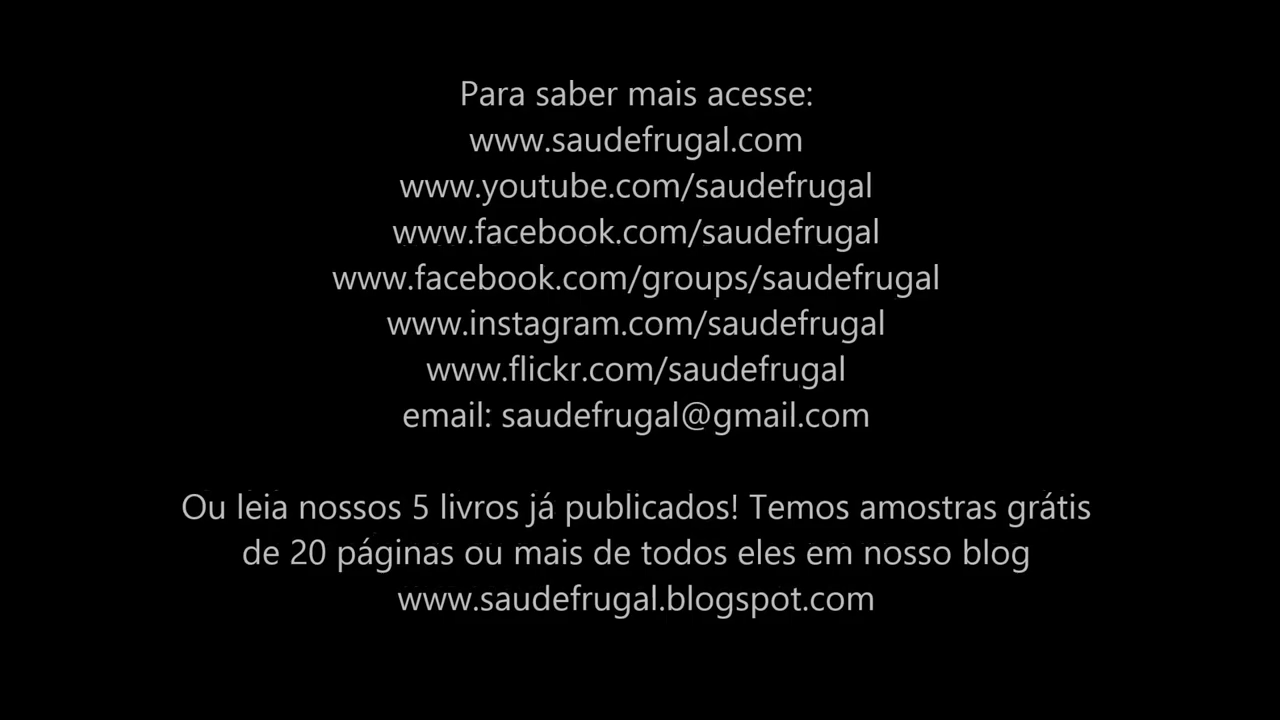 Para saber mais acesse:
www.saudefrugal.com
www.youtube.com/saudefrugal
www.facebook.com/saudefrugal
www.facebook.com/groups/saudefrugal
www.instagram.com/saudefrugal
www.flickr.com/saudefrugal
email: saudefrugal@gmail.com
Ou leia nossos 5 livros já publicados! Temos amostras grátis
de 20 páginas ou mais de todos eles em nosso blog
www.saudefrugal.blogspot.com